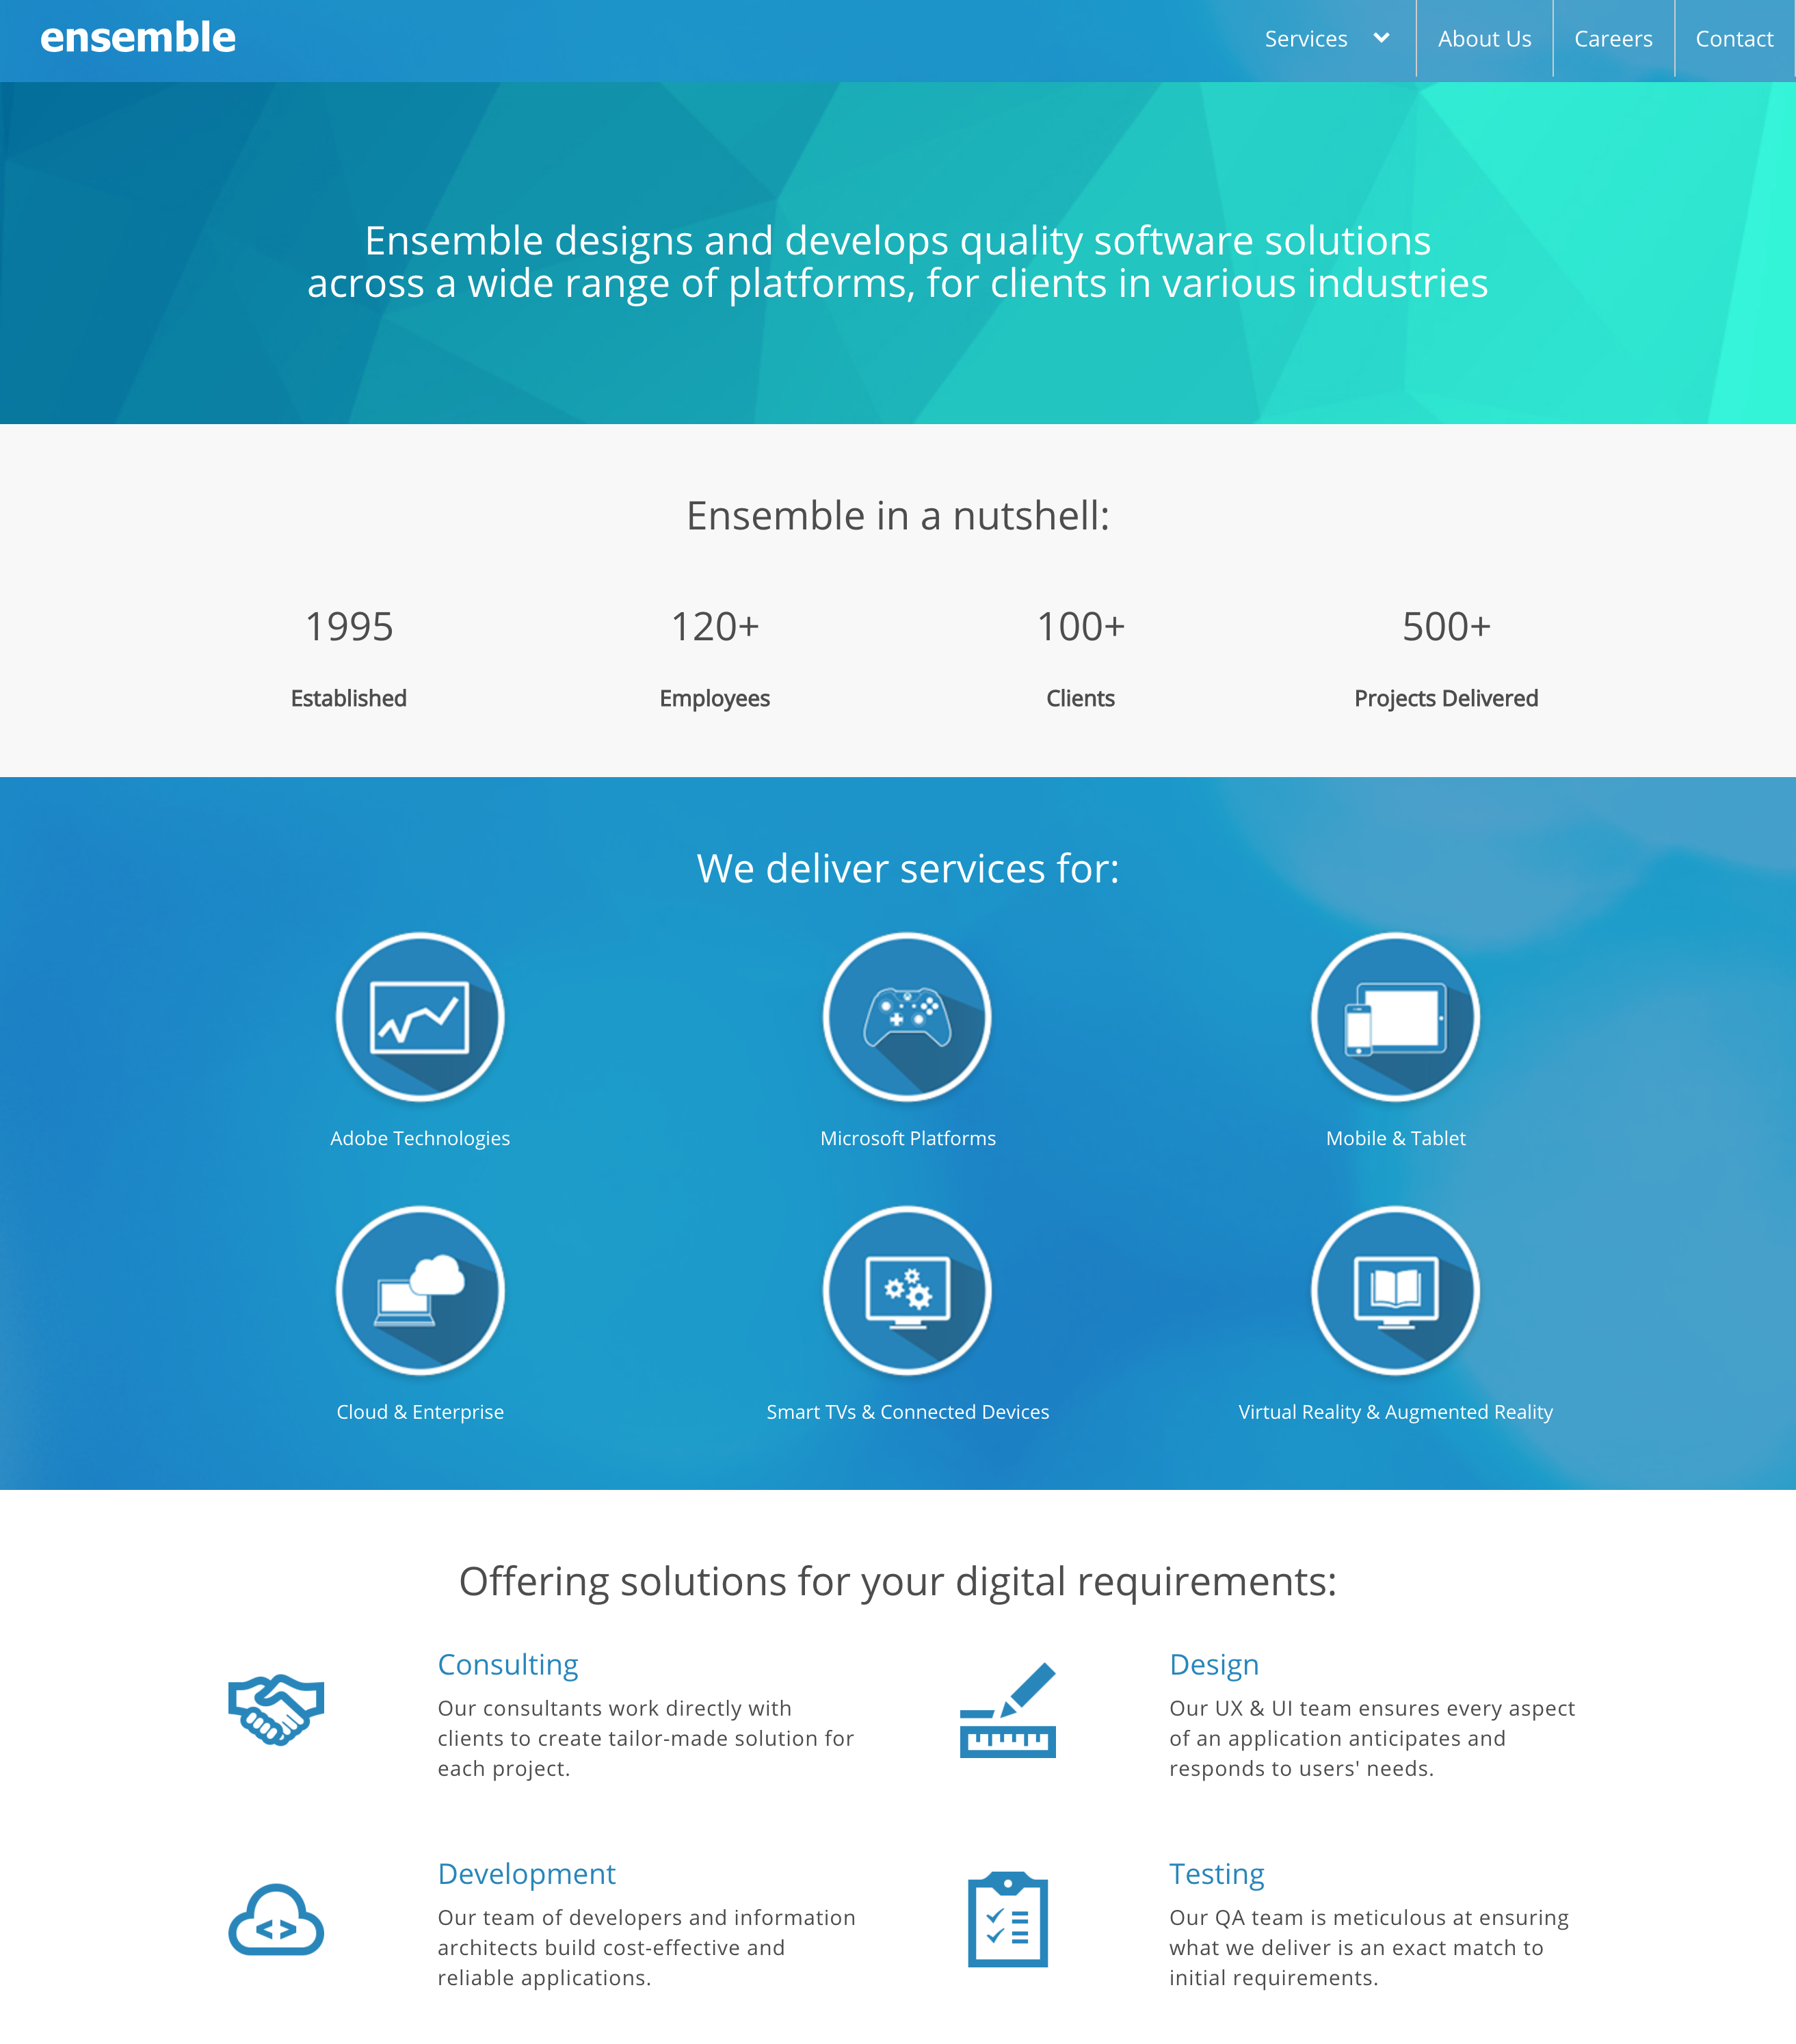 ensemble
Services
About Us
Careers
Contact
Ensemble designs and develops quality software solutions
across a wide range of platforms, for clients in various industries
Ensemble in a nutshell:
1995
Established
120+
Employees
100+
Clients
500+
Projects Delivered
We deliver services for:
Adobe Technologies
Microsoft Platforms
Mobile & Tablet
Cloud & Enterprise
Smart TVs & Connected Devices
Virtual Reality & Augmented Reality
Offering solutions for your digital requirements:
Consulting
Our consultants work directly with
clients to create tailor-made solution for
each project.
Design
Our UX & UI team ensures every aspect
of an application anticipates and
responds to users' needs.
Development
Our team of developers and information
architects build cost-effective and
reliable applications.
Testing
Our QA team is meticulous at ensuring
what we deliver is an exact match to
initial requirements.